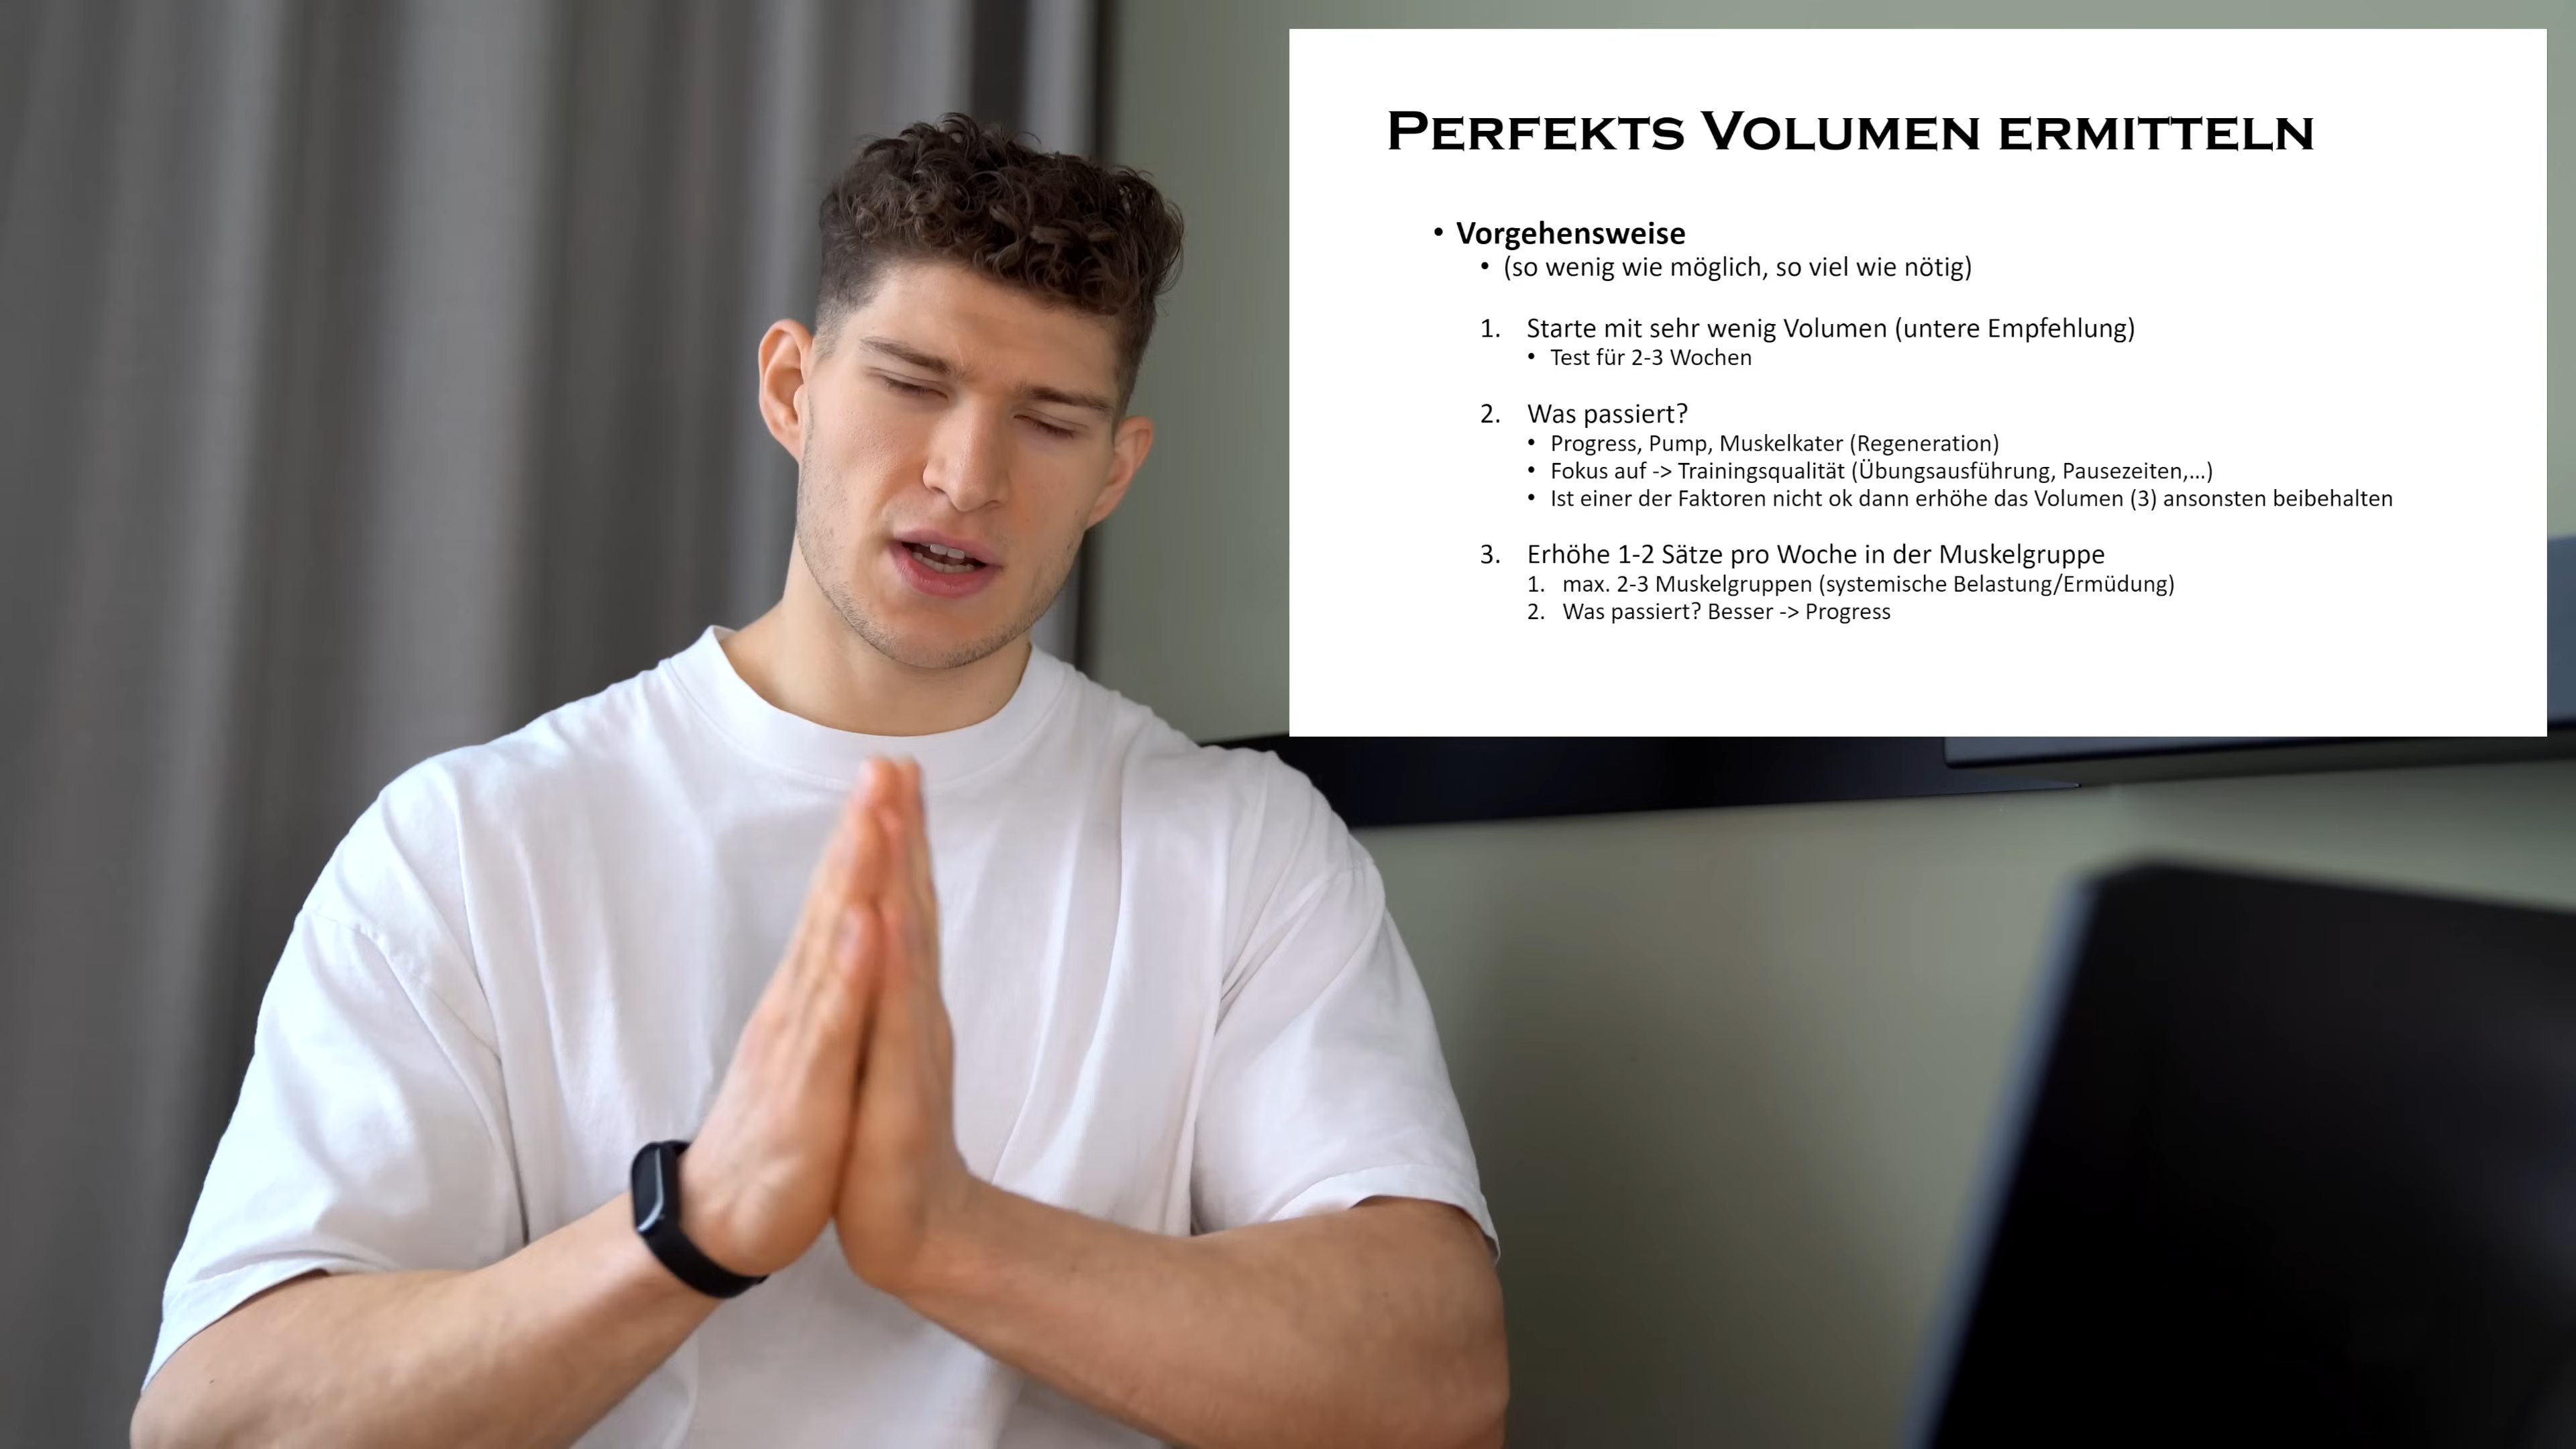 Perfekts Volumen ermitteln
• Vorgehensweise
• (so wenig wie möglich, so viel wie nötig)
1. Starte mit sehr wenig Volumen (untere Empfehlung)
• Test für 2-3 Wochen
2. Was passiert?
• Progress, Pump, Muskelkater (Regeneration)
• Fokus auf -> Trainingsqualität (Übungsausführung, Pausezeiten,...)
• Ist einer der Faktoren nicht ok dann erhöhe das Volumen (3) ansonsten beibehalten
3. Erhöhe 1-2 Sätze pro Woche in der Muskelgruppe
1. max. 2-3 Muskelgruppen (systemische Belastung/Ermüdung)
2. Was passiert? Besser -> Progress